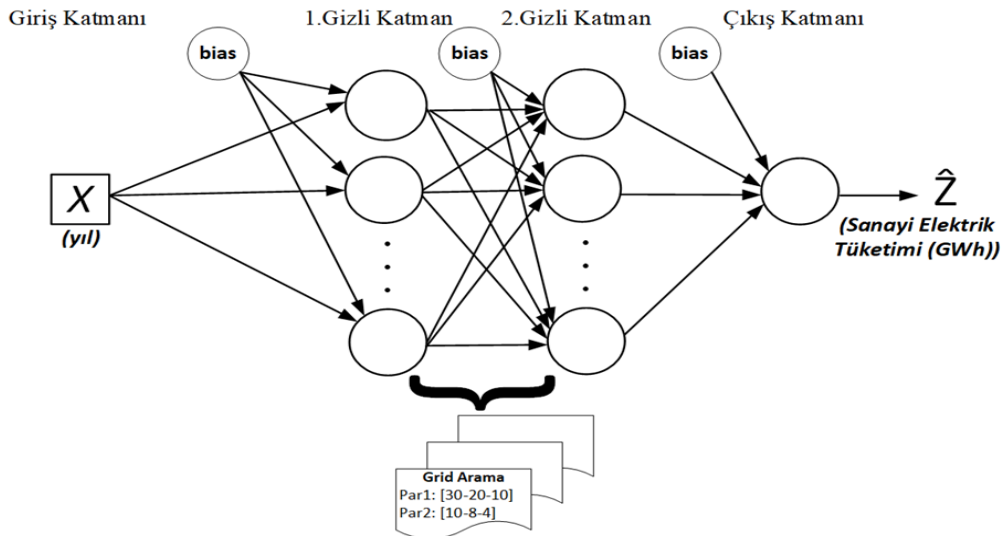 Giriş Katmanı
1.Gizli Katman
2.Gizli Katman
Çıkış Katmanı
bias
bias
bias
X
(yıl)
Ẑ
(Sanayi Elektrik
Tüketimi (GWh))
Grid Arama
Par1: [30-20-10]
Par2: [10-8-4]